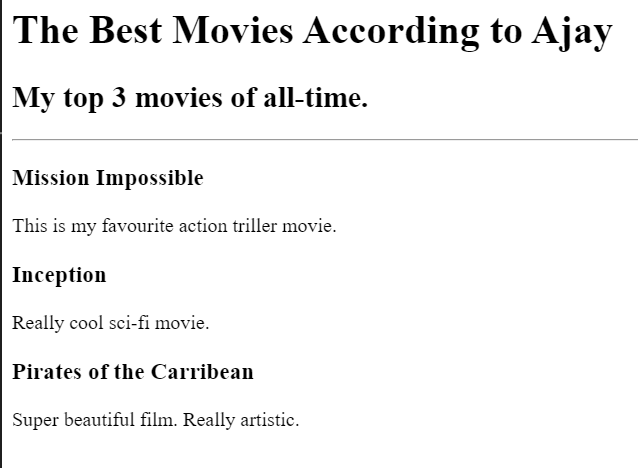 The Best Movies According to Ajay
My top 3 movies of all-time.
Mission Impossible
This is my favourite action triller movie.
Inception
Really cool sci-fi movie.
Pirates of the Carribean
Super beautiful film. Really artistic.